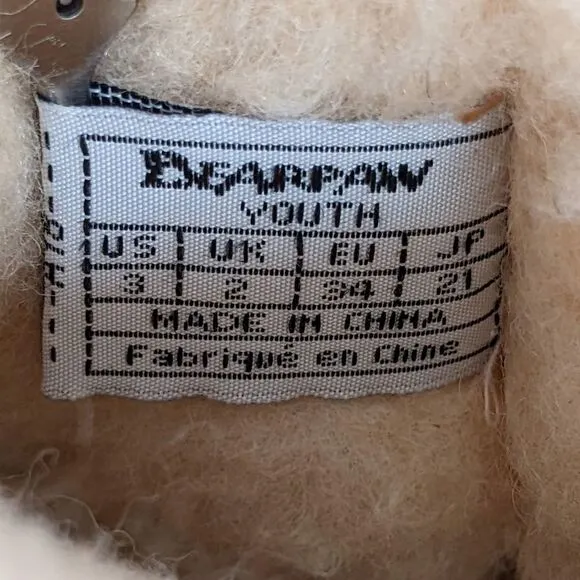 BEARPAW
YOUTH
US UK EU JP
3 2 34 21
MADE IN CHINA
Fabriqué en Chine